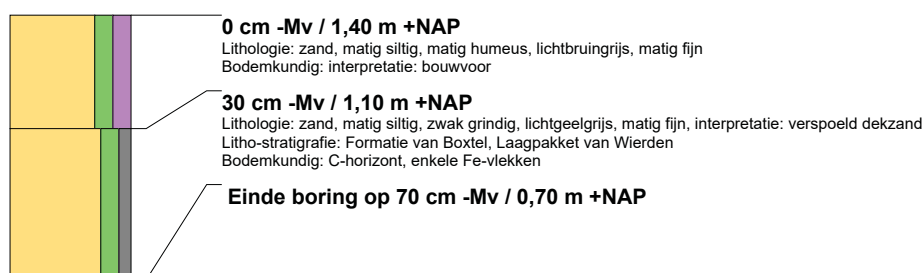 0 cm -Mv / 1,40 m +NAP
Lithologie: zand, matig siltig, matig humeus, lichtbruingrijs, matig fijn
Bodemkundig: interpretatie: bouwvoor
30 cm -Mv / 1,10 m +NAP
Lithologie: zand, matig siltig, zwak grindig, lichtgeelgrijs, matig fijn, interpretatie: verspoeld dekzand
Litho-stratigrafie: Formatie van Boxtel, Laagpakket van Wierden
Bodemkundig: C-horizont, enkele Fe-vlekken
Einde boring op 70 cm -Mv / 0,70 m +NAP